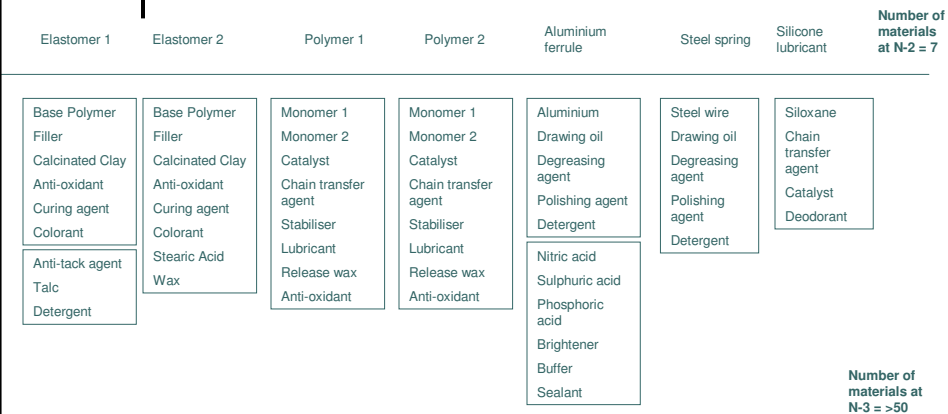 Number of
materials
at N-2 = 7
Elastomer 1
Elastomer 2
Polymer 1
Polymer 2
Aluminium
ferrule
Steel spring
Silicone
lubricant
Base Polymer
Filler
Calcinated Clay
Anti-oxidant
Curing agent
Colorant
Anti-tack agent
Talc
Detergent
Base Polymer
Filler
Calcinated Clay
Anti-oxidant
Curing agent
Colorant
Stearic Acid
Wax
Monomer 1
Monomer 2
Catalyst
Chain transfer
agent
Stabiliser
Lubricant
Release wax
Anti-oxidant
Monomer 1
Monomer 2
Catalyst
Chain transfer
agent
Stabiliser
Lubricant
Release wax
Anti-oxidant
Aluminium
Drawing oil
Degreasing
agent
Polishing agent
Detergent
Nitric acid
Sulphuric acid
Phosphoric
acid
Brightener
Buffer
Sealant
Steel wire
Drawing oil
Degreasing
agent
Polishing
agent
Detergent
Siloxane
Chain
transfer
agent
Catalyst
Deodorant
Number of
materials at
N-3 = >50